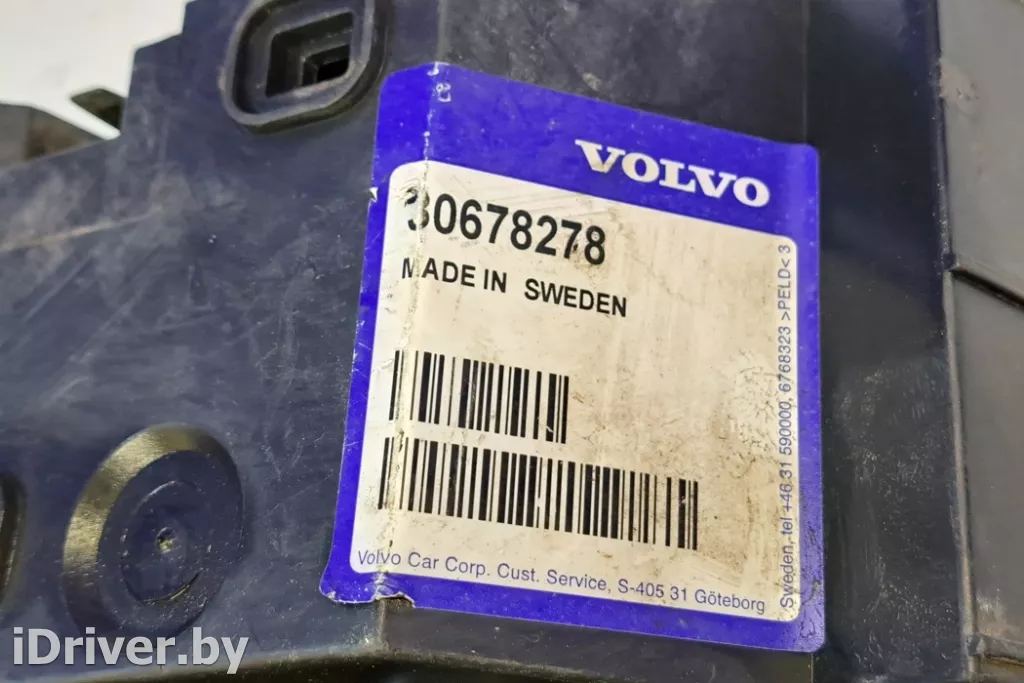 VOLVO
30678278
MADE IN SWEDEN
Volvo Car Corp. Cust. Service, S-405 31 Göteborg
Sweden, tel +46 31 590000, 6768323 >PELD< 3
iDriver.by